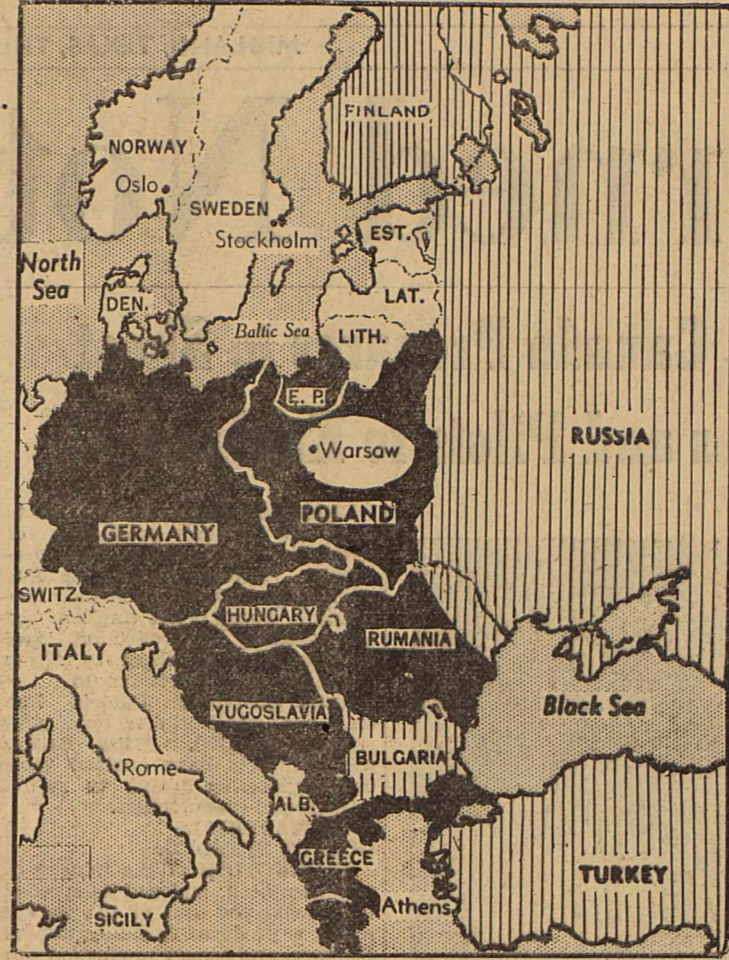 FINLAND
NORWAY
Oslo
SWEDEN
Stockholm
EST.
North
Sea
DEN.
LAT.
Baltic Sea
LITH.
E. P.
RUSSIA
Warsaw
POLAND
GERMANY
SWITZ.
HUNGARY
RUMANIA
ITALY
YUGOSLAVIA
Black Sea
BULGARIA
Rome
ALB.
GREECE
TURKEY
Athens
SICILY